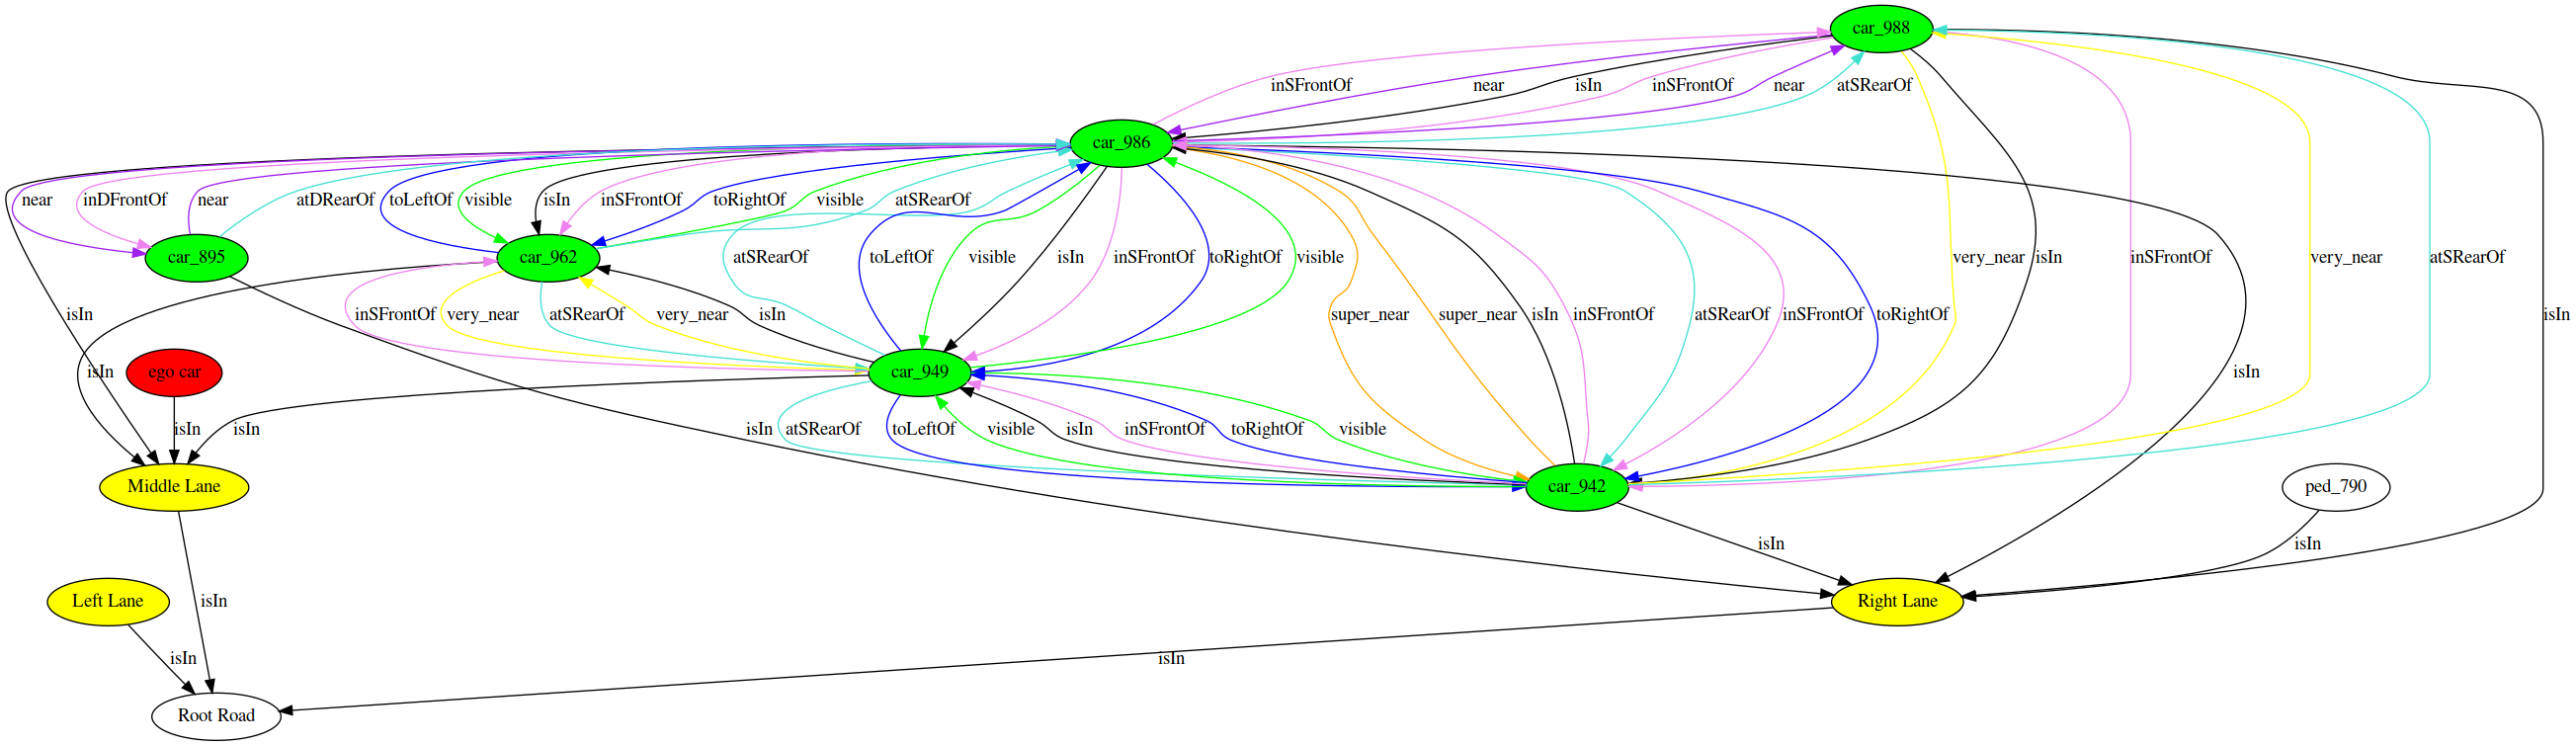 car_988
inSFrontOf
near
isIn
inSFrontOf
near
atSRearOf
car_986
near
inDFrontOf
near
atDRearOf
toLeftOf
visible
isIn
inSFrontOf
toRightOf
visible
atSRearOf
car_895
car_962
atSRearOf
toLeftOf
visible
isIn
inSFrontOf
toRightOf
visible
very_near
isIn
inSFrontOf
very_near
atSRearOf
isIn
inSFrontOf
very_near
atSRearOf
very_near
isIn
super_near
super_near
isIn
inSFrontOf
atSRearOf
inSFrontOf
toRightOf
isIn
isIn
ego car
car_949
isIn
isIn
isIn
isIn
atSRearOf
toLeftOf
visible
isIn
inSFrontOf
toRightOf
visible
Middle Lane
car_942
ped_790
isIn
isIn
Left Lane
isIn
Right Lane
isIn
isIn
Root Road